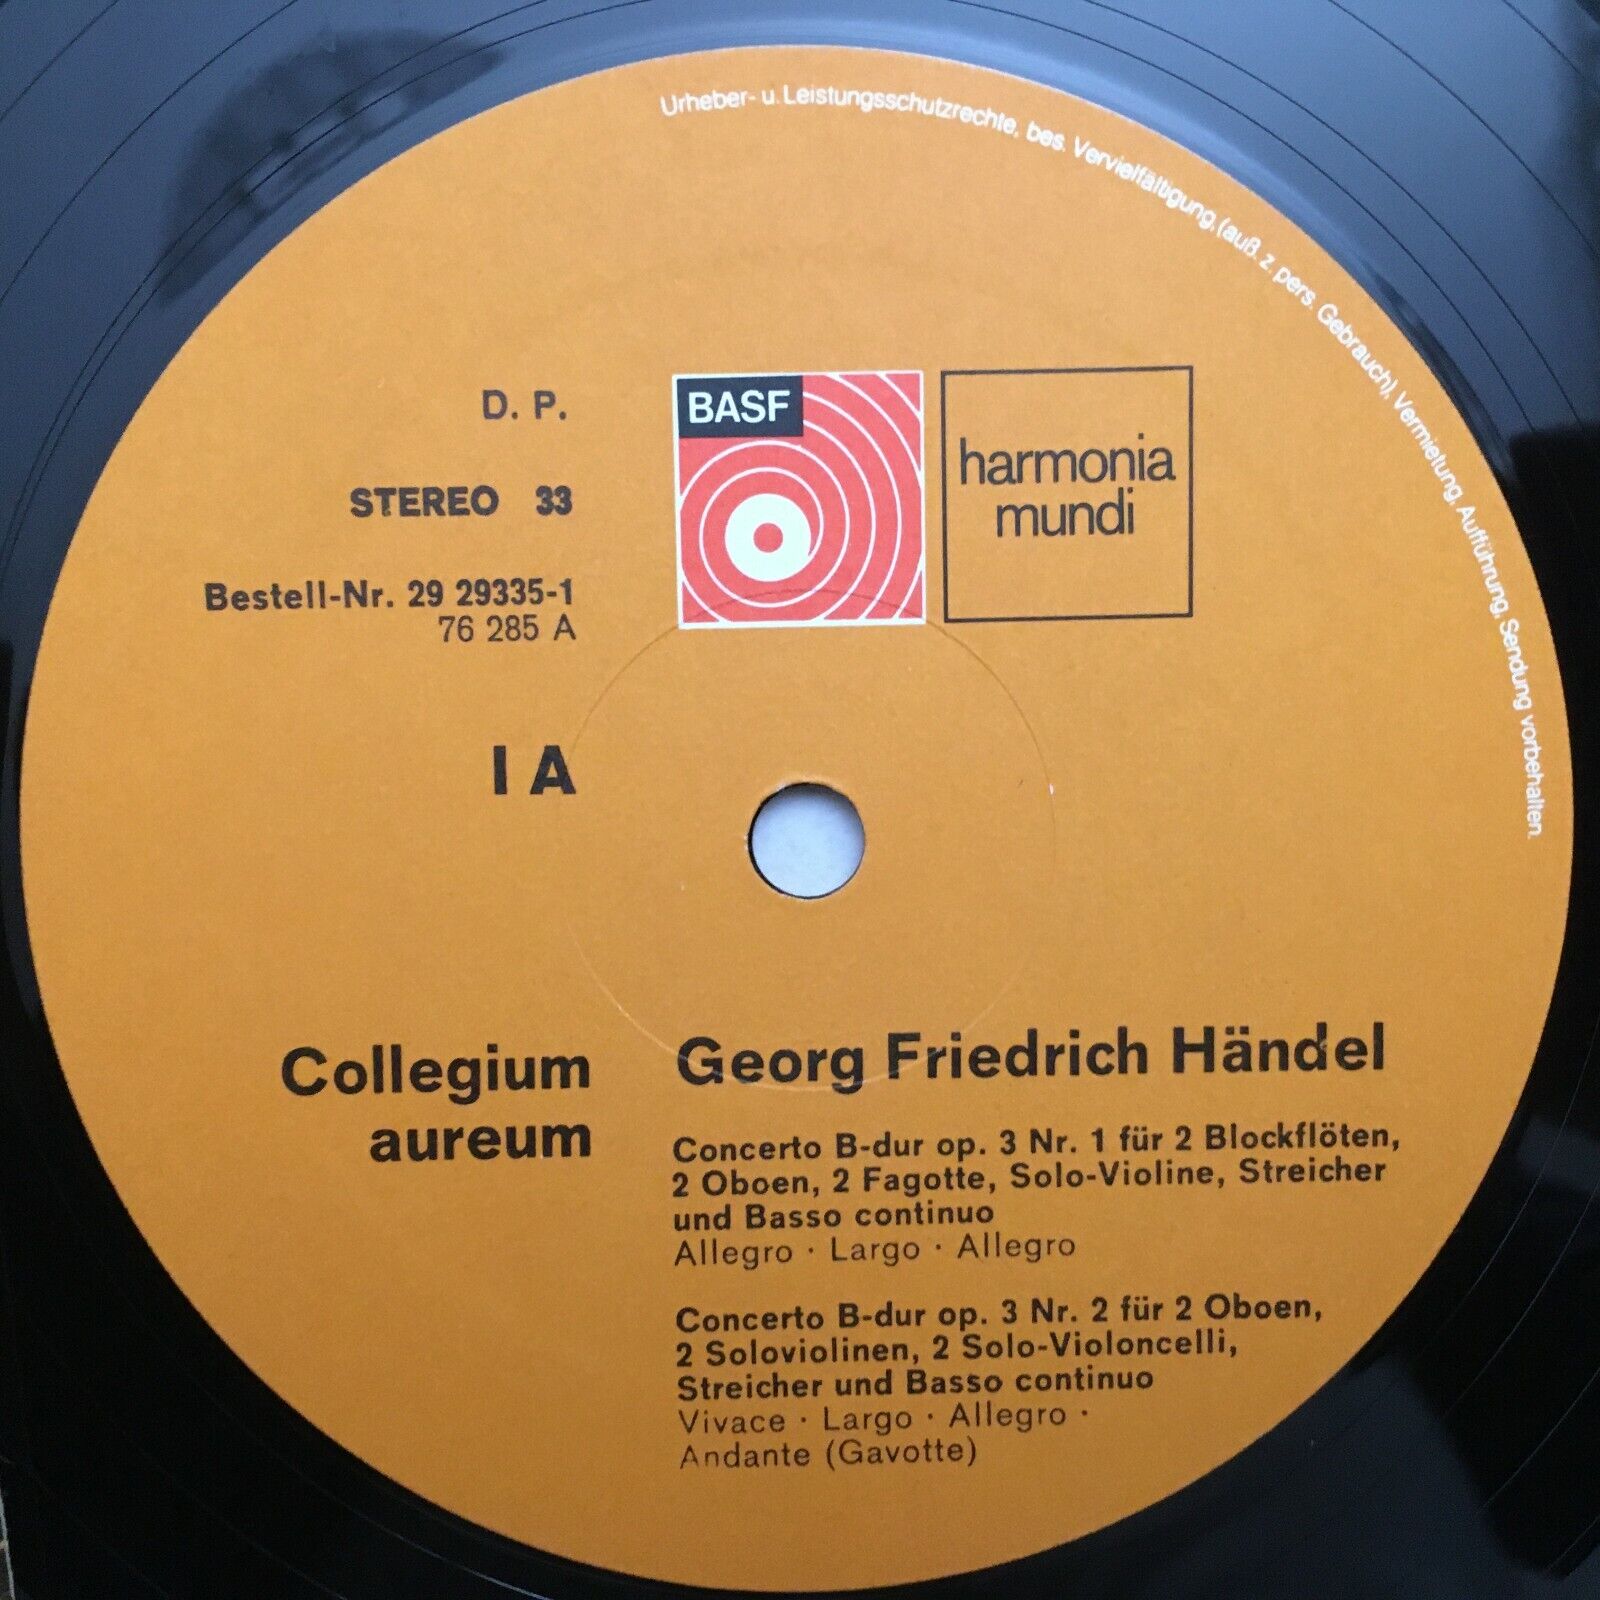 Urheber- u. Leistungsschutzrechte, bes. Vervielfältigung, (auß. z. pers. Gebrauch), Vermietung, Aufführung, Sendung vorbehalten.
D. P.
BASF
harmonia
mundi
STEREO 33
Bestell-Nr. 29 29335-1
76 285 A
I A
Collegium
aureum
Georg Friedrich Händel
Concerto B-dur op. 3 Nr. 1 für 2 Blockflöten,
2 Oboen, 2 Fagotte, Solo-Violine, Streicher
und Basso continuo
Allegro · Largo · Allegro
Concerto B-dur op. 3 Nr. 2 für 2 Oboen,
2 Soloviolinen, 2 Solo-Violoncelli,
Streicher und Basso continuo
Vivace · Largo · Allegro ·
Andante (Gavotte)